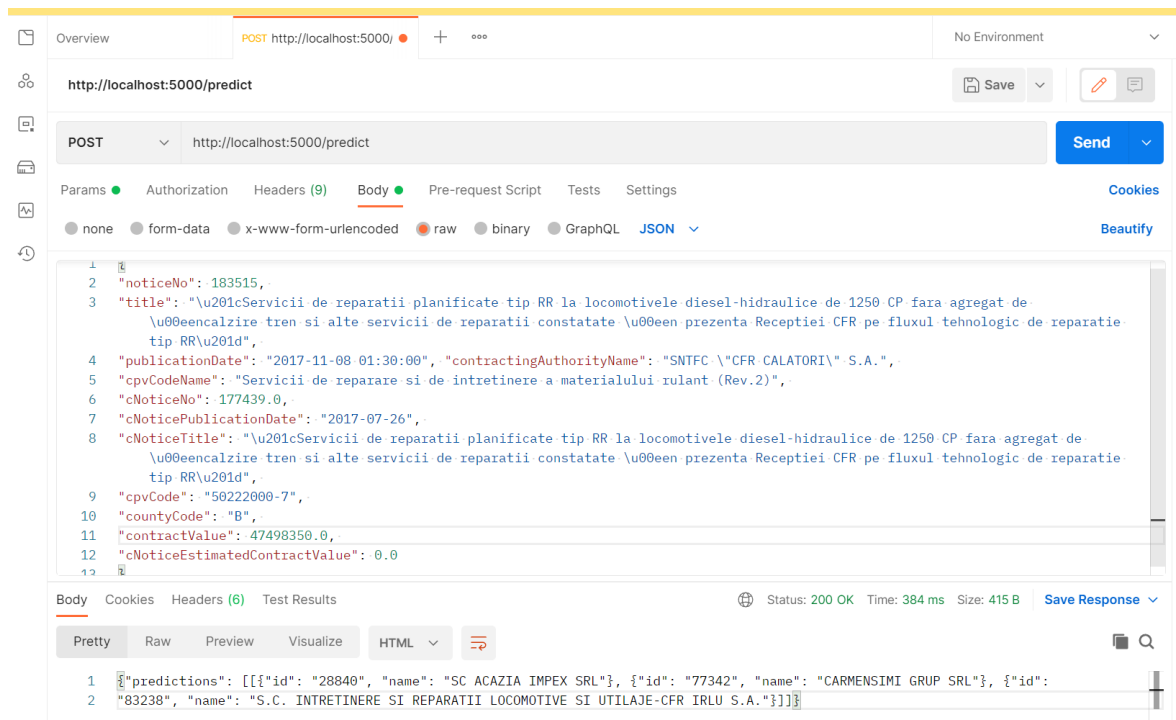 Overview
POST http://localhost:5000/
No Environment
http://localhost:5000/predict
Save
POST
http://localhost:5000/predict
Send
Params
Authorization
Headers (9)
Body
Pre-request Script
Tests
Settings
Cookies
none
form-data
x-www-form-urlencoded
raw
binary
GraphQL
JSON
Beautify
1 {
2 "noticeNo": 183515,
3 "title": "\u201cServicii de reparatii planificate tip RR la locomotivele diesel-hidraulice de 1250 CP fara agregat de
\u00eencalzire tren si alte servicii de reparatii constatate \u00een prezenta Receptiei CFR pe fluxul tehnologic de reparatie
tip RR\u201d",
4 "publicationDate": "2017-11-08 01:30:00", "contractingAuthorityName": "SNTFC \"CFR CALATORI\" S.A.",
5 "cpvCodeName": "Servicii de reparare si de intretinere a materialului rulant (Rev.2)",
6 "cNoticeNo": 177439.0,
7 "cNoticePublicationDate": "2017-07-26",
8 "cNoticeTitle": "\u201cServicii de reparatii planificate tip RR la locomotivele diesel-hidraulice de 1250 CP fara agregat de
\u00eencalzire tren si alte servicii de reparatii constatate \u00een prezenta Receptiei CFR pe fluxul tehnologic de reparatie
tip RR\u201d",
9 "cpvCode": "50222000-7",
10 "countyCode": "B",
11 "contractValue": 47498350.0,
12 "cNoticeEstimatedContractValue": 0.0
13 }
Body
Cookies
Headers (6)
Test Results
Status: 200 OK
Time: 384 ms
Size: 415 B
Save Response
Pretty
Raw
Preview
Visualize
HTML
1 {"predictions": [[{"id": "28840", "name": "SC ACAZIA IMPEX SRL"}, {"id": "77342", "name": "CARMENSIMI GRUP SRL"}, {"id":
2 "83238", "name": "S.C. INTRETINERE SI REPARATII LOCOMOTIVE SI UTILAJE-CFR IRLU S.A."}]]}